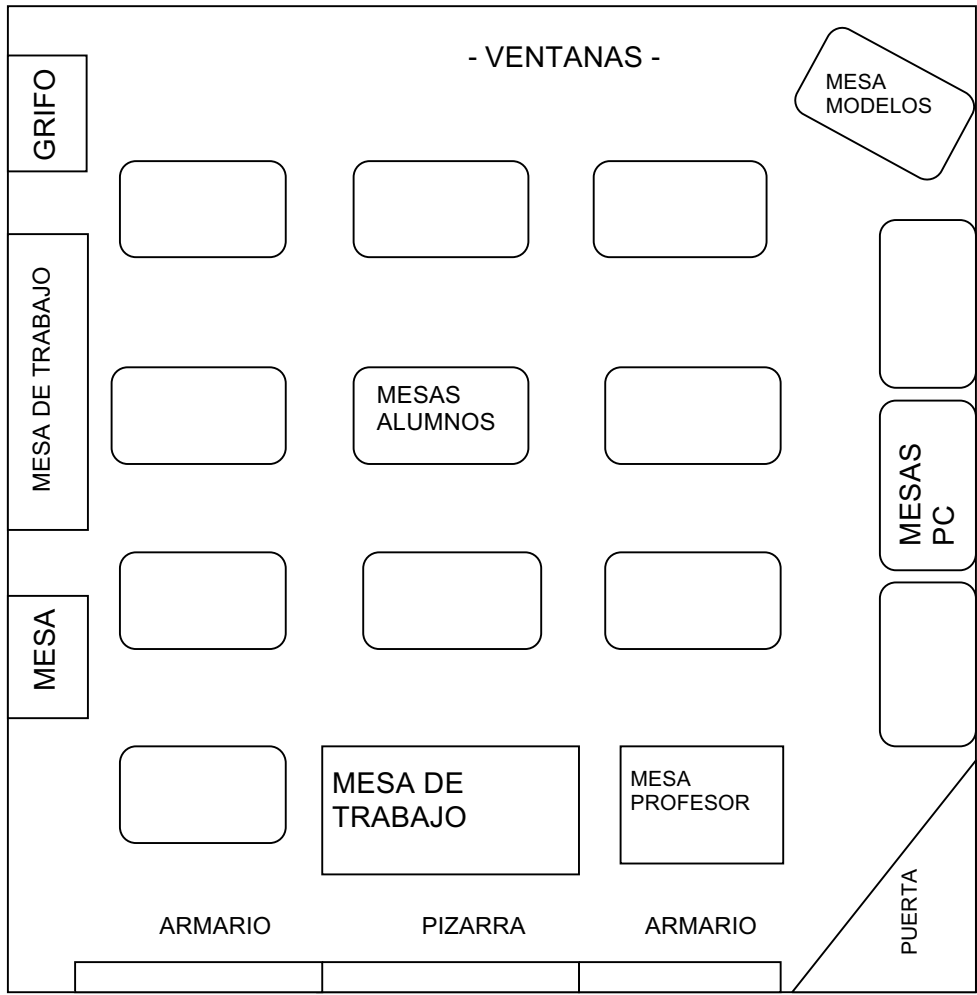 - VENTANAS -
MESA
MODELOS
GRIFO
MESA DE TRABAJO
MESAS
ALUMNOS
MESAS
PC
MESA
MESA DE
TRABAJO
MESA
PROFESOR
PUERTA
ARMARIO
PIZARRA
ARMARIO